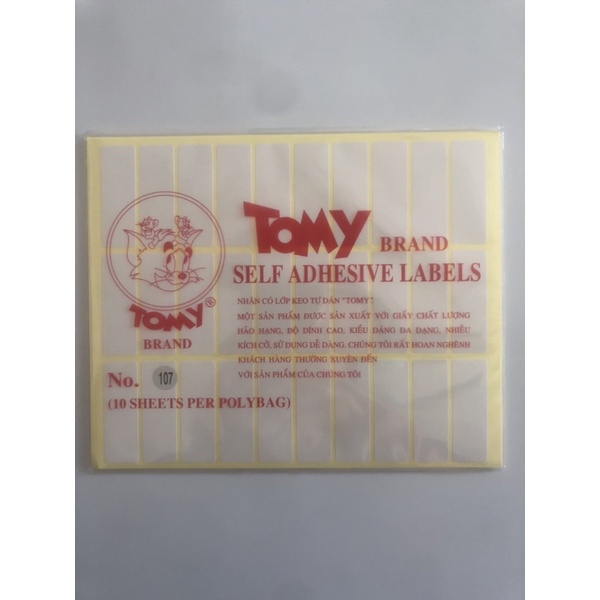 TOMY BRAND
SELF ADHESIVE LABELS
NHÃN CÓ LỚP KEO TỰ DÁN "TOMY"
MỘT SẢN PHẨM ĐƯỢC SẢN XUẤT VỚI GIẤY CHẤT LƯỢNG
HẢO HẠNG, ĐỘ DÍNH CAO, KIỂU DÁNG ĐA DẠNG, NHIỀU
KÍCH CỠ, SỬ DỤNG DỄ DÀNG. CHÚNG TÔI RẤT HOAN NGHÊNH
KHÁCH HÀNG THƯỜNG XUYÊN ĐẾN
VỚI SẢN PHẨM CỦA CHÚNG TÔI
TOMY®
BRAND
No. 107
(10 SHEETS PER POLYBAG)